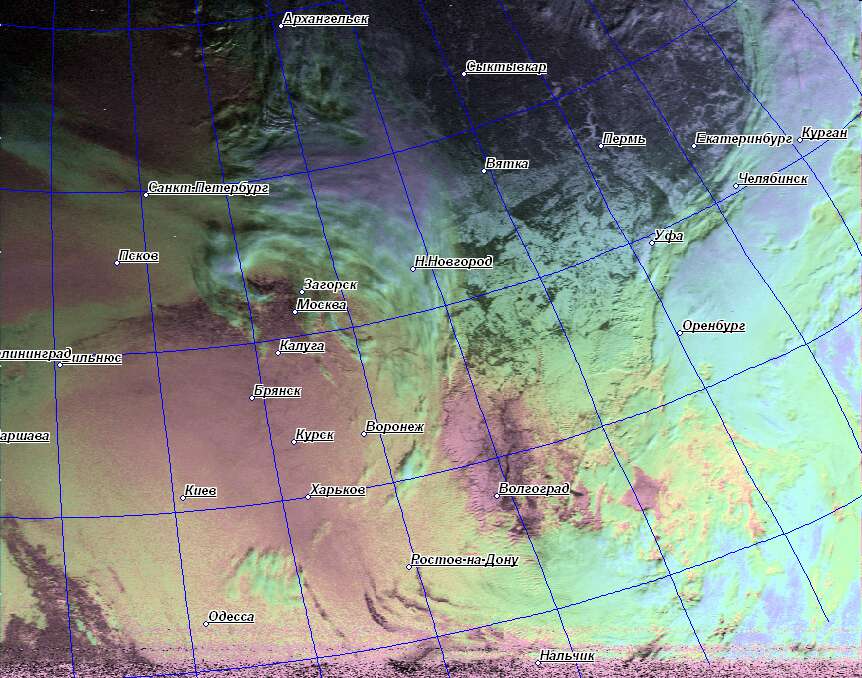 Архангельск
Сыктывкар
Пермь
Екатеринбург
Курган
Вятка
Челябинск
Санкт-Петербург
Уфа
Псков
Н.Новгород
Загорск
Москва
Оренбург
Калуга
лининград
ильнюс
Брянск
Воронеж
Курск
аршава
Киев
Харьков
Волгоград
Ростов-на-Дону
Одесса
Нальчик